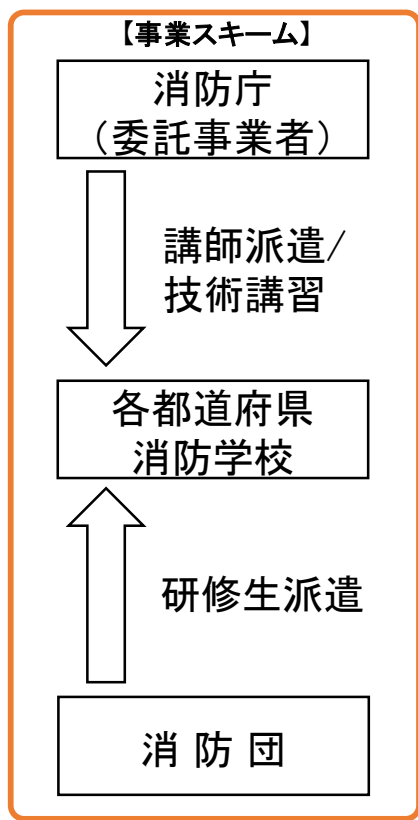 【事業スキーム】
消防庁
（委託事業者）
講師派遣/
技術講習
各都道府県
消防学校
研修生派遣
消 防 団